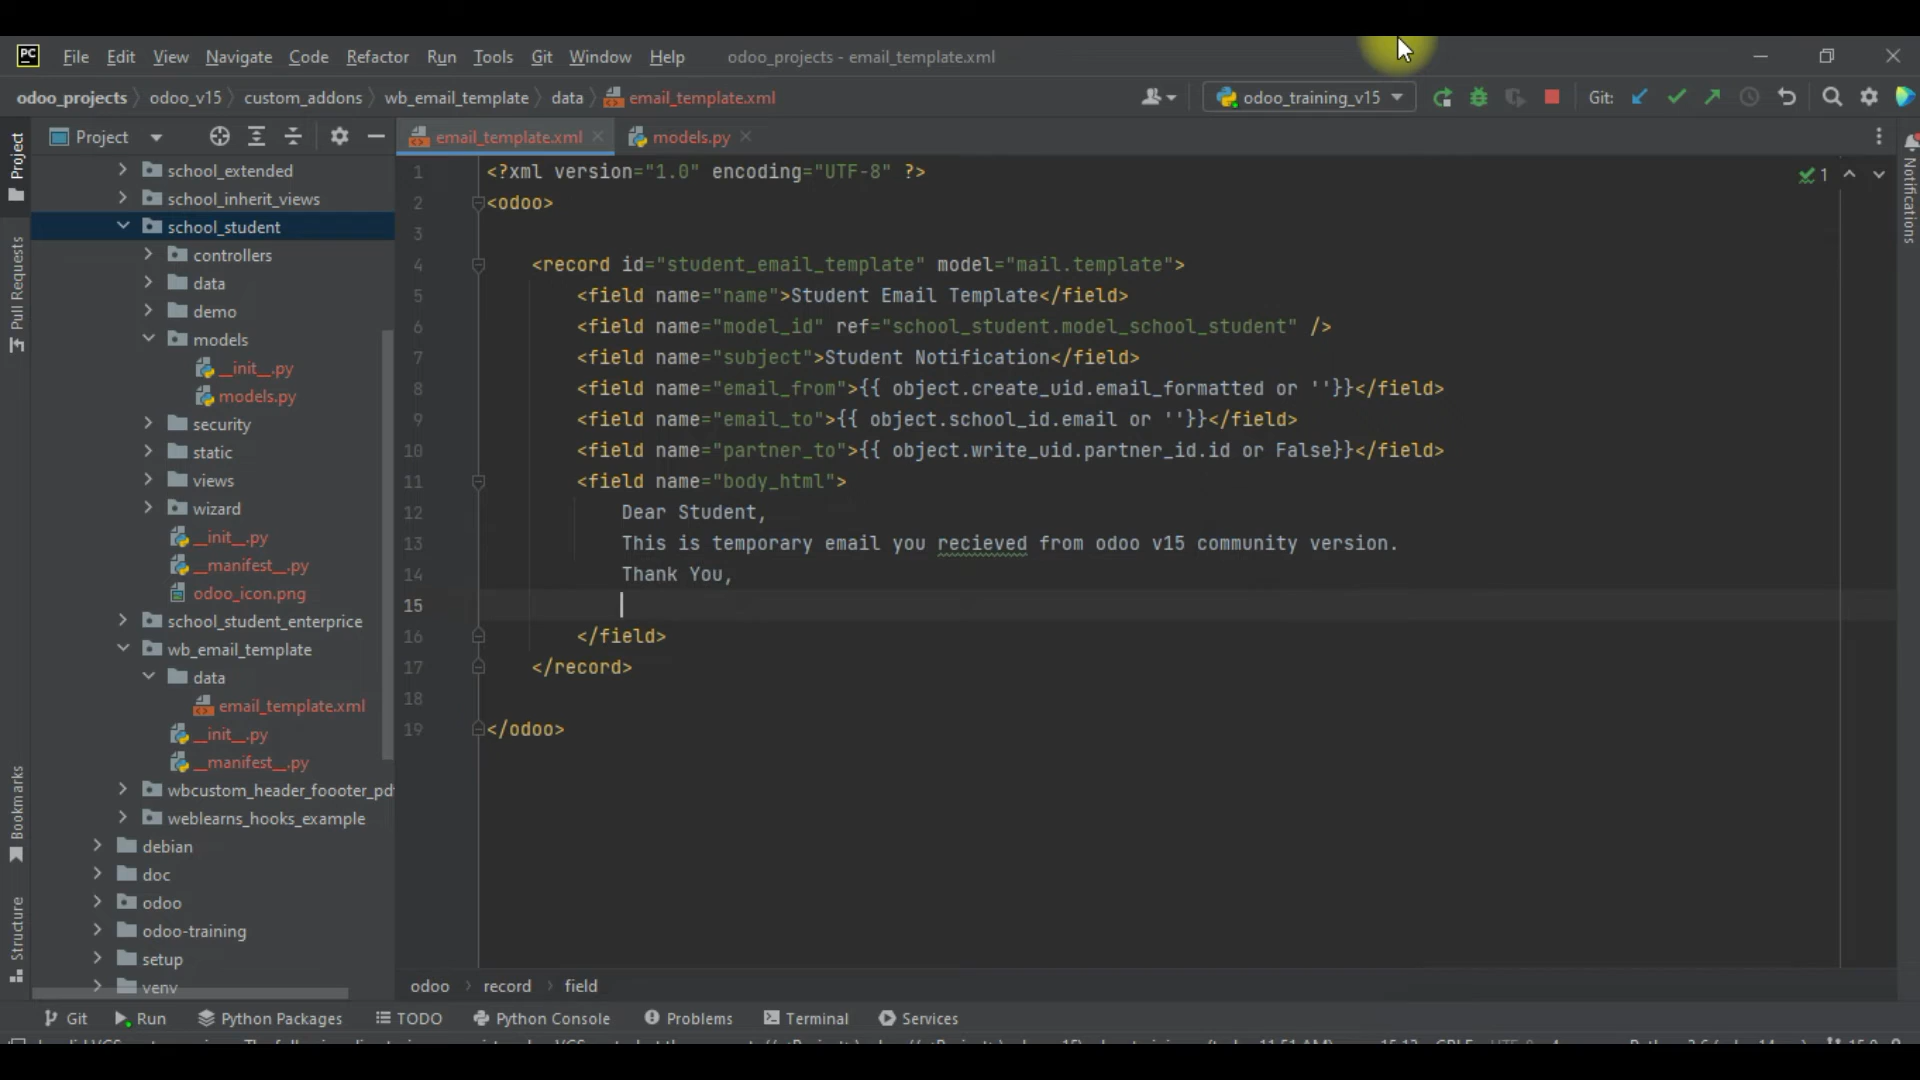 PC File Edit View Navigate Code Refactor Run Tools Git Window Help odoo_projects - email_template.xml
odoo_projects odoo_v15 custom_addons wb_email_template data email_template.xml odoo_training_v15 Git:
Project
email_template.xml models.py
school_extended
school_inherit_views
school_student
controllers
data
demo
models
__init__.py
models.py
security
static
views
wizard
__init__.py
__manifest__.py
odoo_icon.png
school_student_enterprice
wb_email_template
data
email_template.xml
__init__.py
__manifest__.py
wbcustom_header_foooter_pd
weblearns_hooks_example
debian
doc
odoo
odoo-training
setup
venv
1 <?xml version="1.0" encoding="UTF-8" ?>
2 <odoo>
3
4 <record id="student_email_template" model="mail.template">
5 <field name="name">Student Email Template</field>
6 <field name="model_id" ref="school_student.model_school_student" />
7 <field name="subject">Student Notification</field>
8 <field name="email_from">{{ object.create_uid.email_formatted or ''}}</field>
9 <field name="email_to">{{ object.school_id.email or ''}}</field>
10 <field name="partner_to">{{ object.write_uid.partner_id.id or False}}</field>
11 <field name="body_html">
12 Dear Student,
13 This is temporary email you recieved from odoo v15 community version.
14 Thank You,
15
16 </field>
17 </record>
18
19 </odoo>
1
Project
Pull Requests
Bookmarks
Structure
Notifications
odoo record field
Git Run Python Packages TODO Python Console Problems Terminal Services